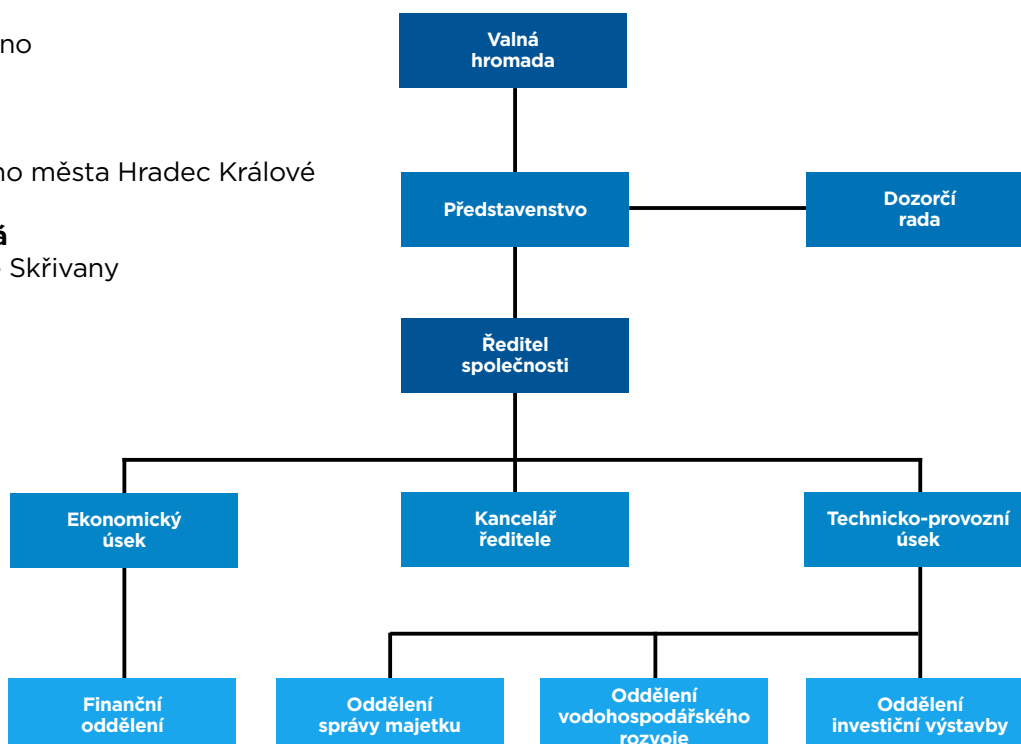 no
Valná
hromada
no města Hradec Králové
á
Skřivany
Představenstvo
Dozorčí
rada
Ředitel
společnosti
Ekonomický
úsek
Kancelář
ředitele
Technicko-provozní
úsek
Finanční
oddělení
Oddělení
správy majetku
Oddělení
vodohospodářského
rozvoje
Oddělení
investiční výstavby